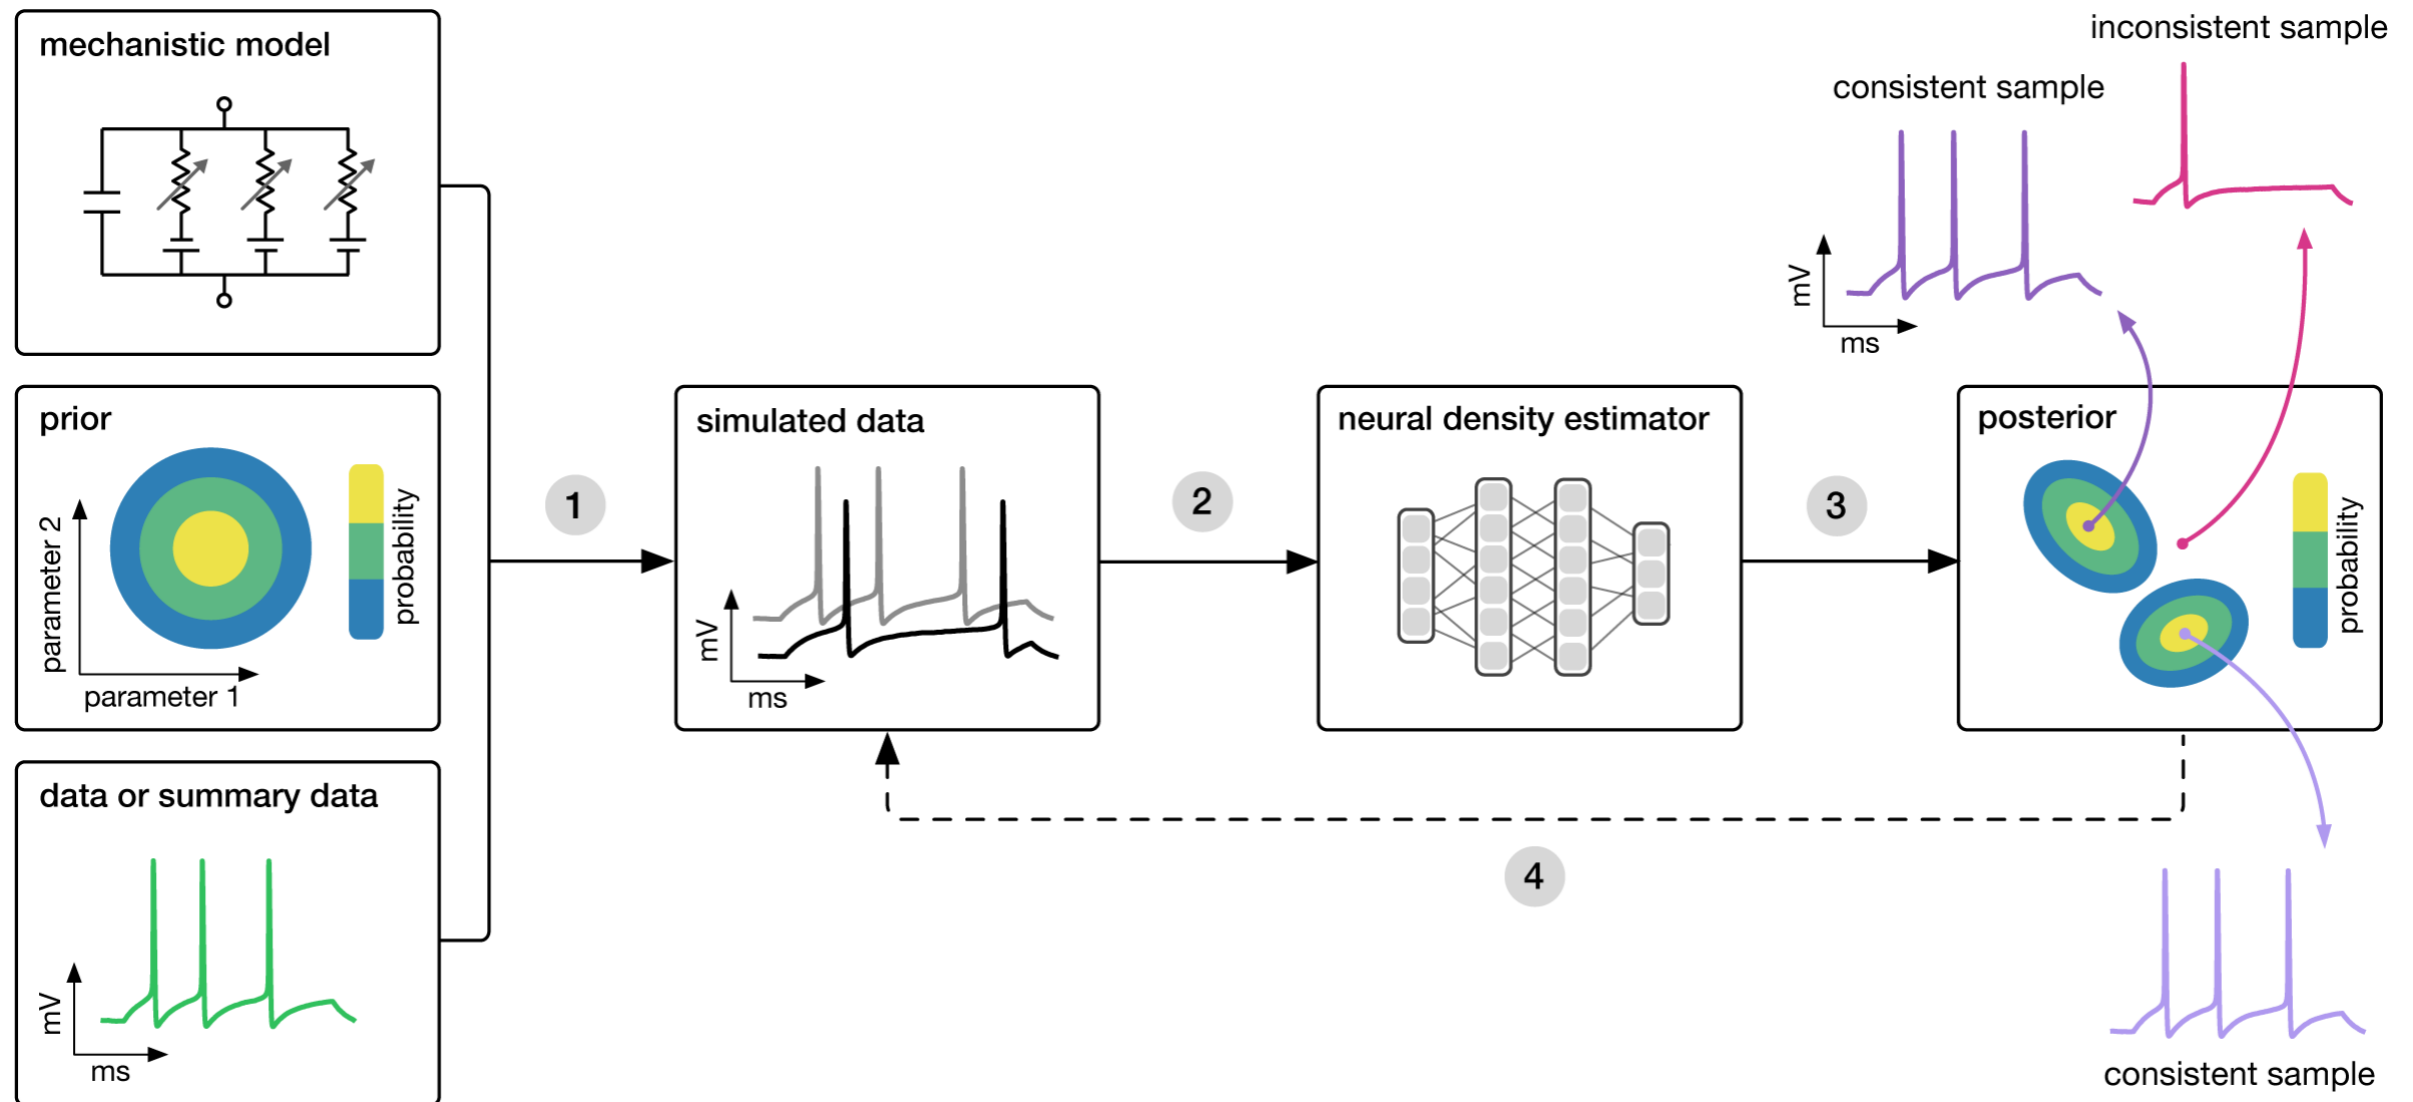 mechanistic model
prior
parameter 2
parameter 1
probability
data or summary data
mV
ms
1
simulated data
mV
ms
2
neural density estimator
3
posterior
probability
4
consistent sample
mV
ms
inconsistent sample
consistent sample